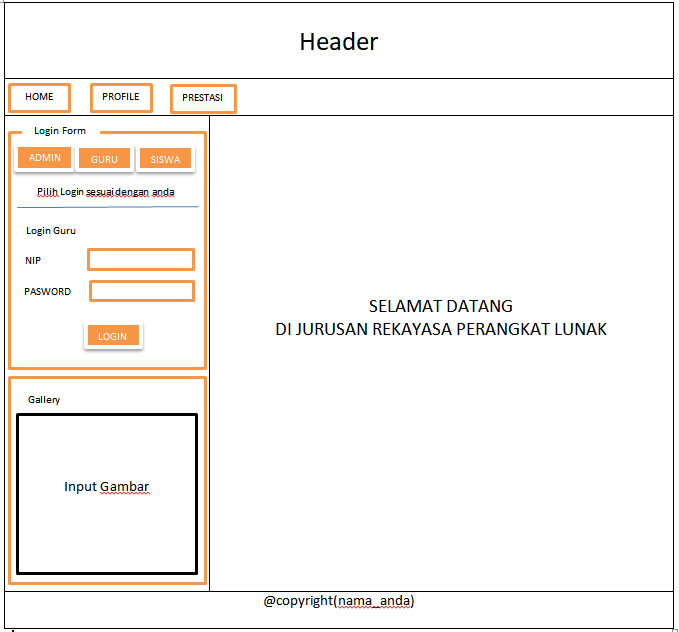 Header
HOME
PROFILE
PRESTASI
Login Form
ADMIN
GURU
SISWA
Pilih Login sesuai dengan anda
Login Guru
NIP
PASWORD
LOGIN
SELAMAT DATANG
DI JURUSAN REKAYASA PERANGKAT LUNAK
Gallery
Input Gambar
@copyright(nama_anda)